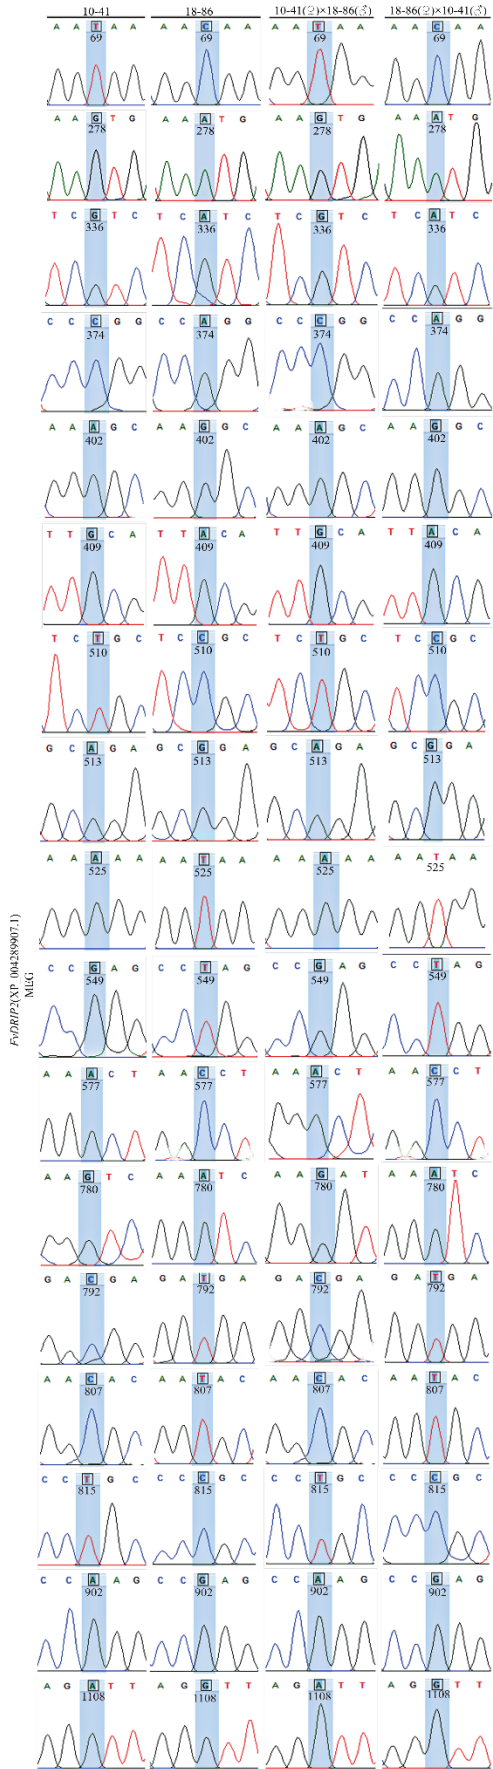 10-41 18-86 10-41(♀)×18-86(♂) 18-86(♀)×10-41(♂)
A A T A A A A C A A A A T A A A A C A A
69 69 69 69
A A G T G A A A T G A A G T G A A A T G
278 278 278 278
T C G T C T C A T C T C G T C T C A T C
336 336 336 336
C C C G G C C A G G C C C G G C C A G G
374 374 374 374
A A A G C A A G G C A A A G C A A G G C
402 402 402 402
T T G C A T T A C A T T G C A T T A C A
409 409 409 409
T C T G C T C C G C T C T G C T C C G C
510 510 510 510
G C A G A G C G G A G C A G A G C G G A
513 513 513 513
A A A A A A A T A A A A A A A A A T A A
525 525 525 525
FvDRIP2(XP_004289907.1)
MEG
C C G A G C C T A G C C G A G C C T A G
549 549 549 549
A A A C T A A C C T A A A C T A A C C T
577 577 577 577
A A G T C A A A T C A A G A T A A A T C
780 780 780 780
G A C G A G A T G A G A C G A G A T G A
792 792 792 792
A A C A C A A T A C A A C A C A A T A C
807 807 807 807
C C T G C C C C G C C C T G C C C C G C
815 815 815 815
C C A A G C C G A G C C A A G C C G A G
902 902 902 902
A G A T T A G G T T A G A T T A G G T T
1108 1108 1108 1108